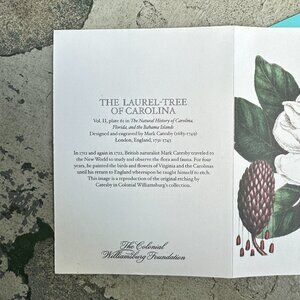 THE LAUREL-TREE
OF CAROLINA
Vol. II, plate 61 in The Natural History of Carolina,
Florida, and the Bahama Islands
Designed and engraved by Mark Catesby (1683-1749)
London, England, 1731-1743
In 1712 and again in 1722, British naturalist Mark Catesby traveled to
the New World to study and observe the flora and fauna. For four
years, he painted the birds and flowers of Virginia and the Carolinas
until his return to England whereupon he taught himself to etch.
This image is a reproduction of the original etching by
Catesby in Colonial Williamsburg's collection.
The Colonial
Williamsburg Foundation